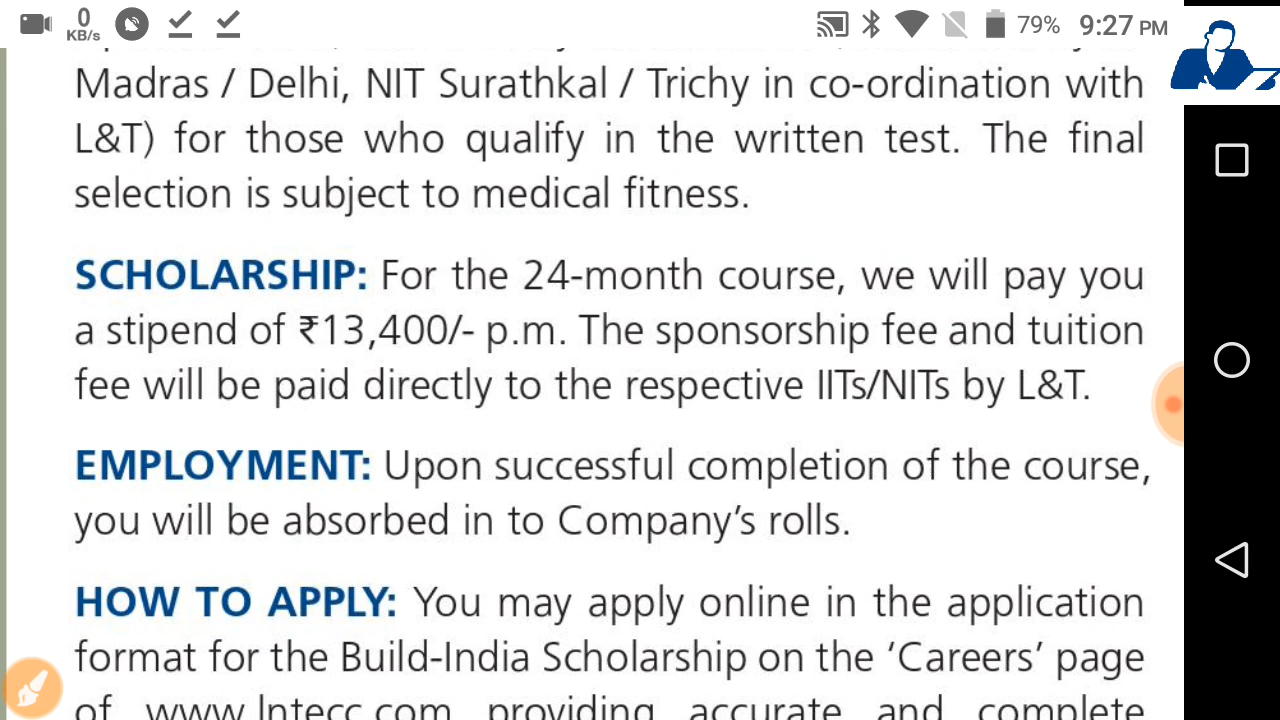 0
KB/s
79% 9:27 PM
Madras / Delhi, NIT Surathkal / Trichy in co-ordination with
L&T) for those who qualify in the written test. The final
selection is subject to medical fitness.
SCHOLARSHIP: For the 24-month course, we will pay you
a stipend of ₹13,400/- p.m. The sponsorship fee and tuition
fee will be paid directly to the respective IITs/NITs by L&T.
EMPLOYMENT: Upon successful completion of the course,
you will be absorbed in to Company’s rolls.
HOW TO APPLY: You may apply online in the application
format for the Build-India Scholarship on the ‘Careers’ page
of www.lntecc.com providing accurate and complete